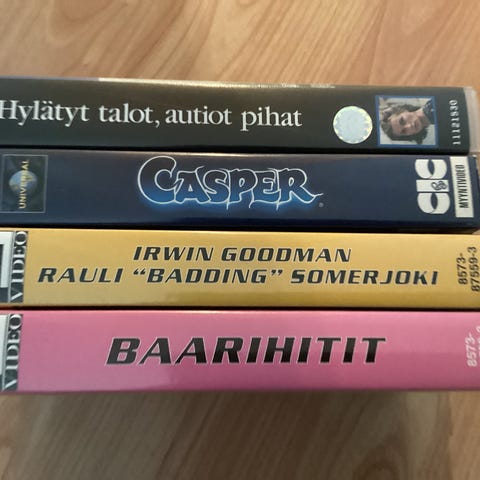 Hylätyt talot, autiot pihat
11121530
UNIVERSAL
CASPER
CIC
MYYNTIVIDEO
VIDEO
IRWIN GOODMAN
RAULI "BADDING" SOMERJOKI
8573-
87559-3
VIDEO
BAARIHITIT
8573-